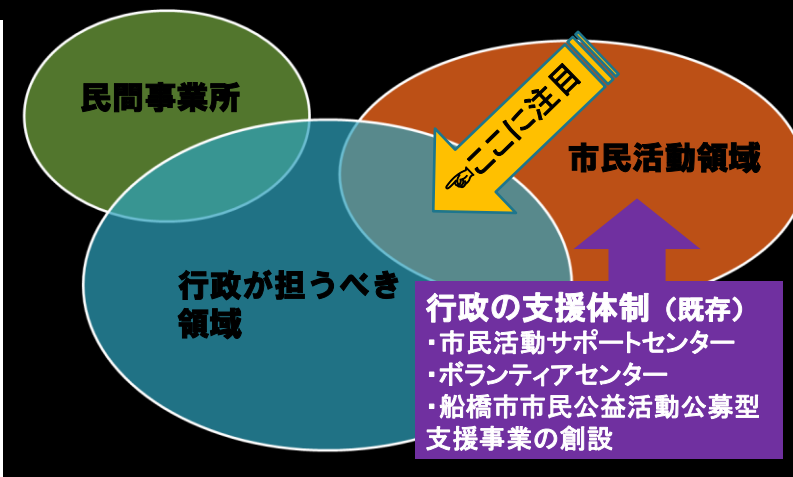 民間事業所
ここに注目
☞
市民活動領域
行政が担うべき
領域
行政の支援体制（既存）
・市民活動サポートセンター
・ボランティアセンター
・船橋市市民公益活動公募型
支援事業の創設